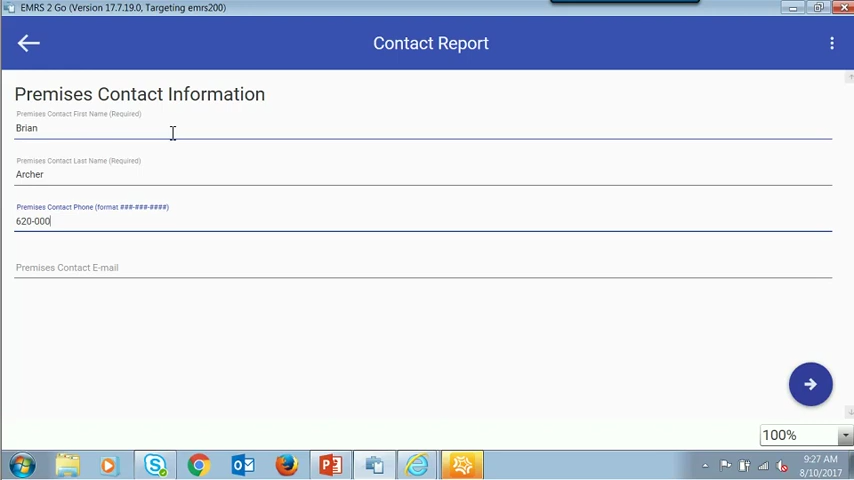 EMRS 2 Go (Version 17.7.19.0, Targeting emrs200)
Contact Report
Premises Contact Information
Premises Contact First Name (Required)
Brian
Premises Contact Last Name (Required)
Archer
Premises Contact Phone (format ###-###-####)
620-000
Premises Contact E-mail
100%
9:27 AM
8/10/2017